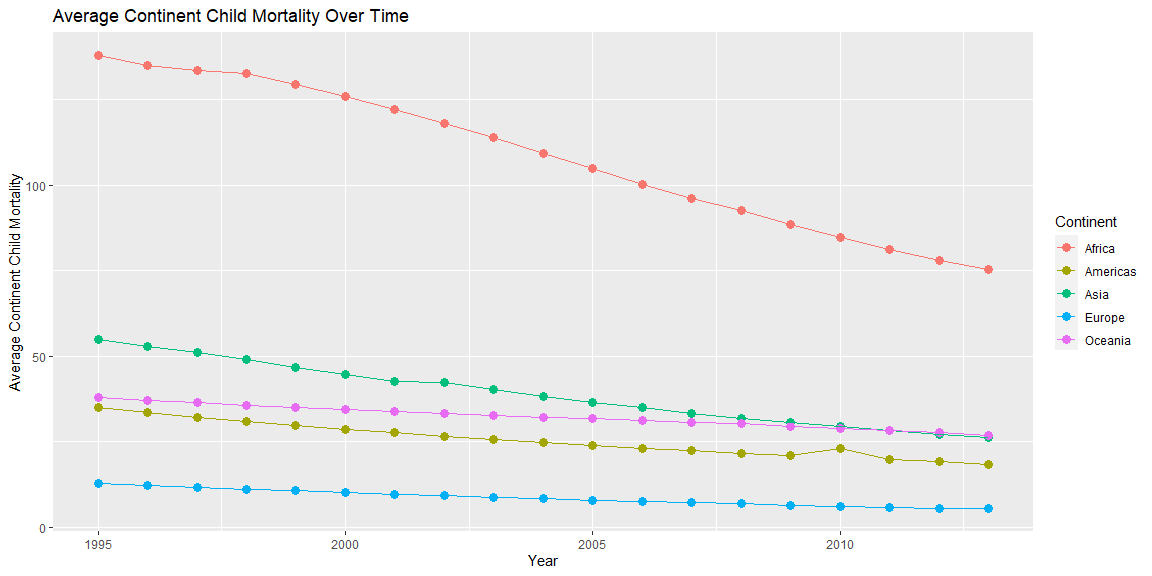 Average Continent Child Mortality Over Time
Average Continent Child Mortality
100
50
0
1995
2000
2005
2010
Year
Continent
Africa
Americas
Asia
Europe
Oceania